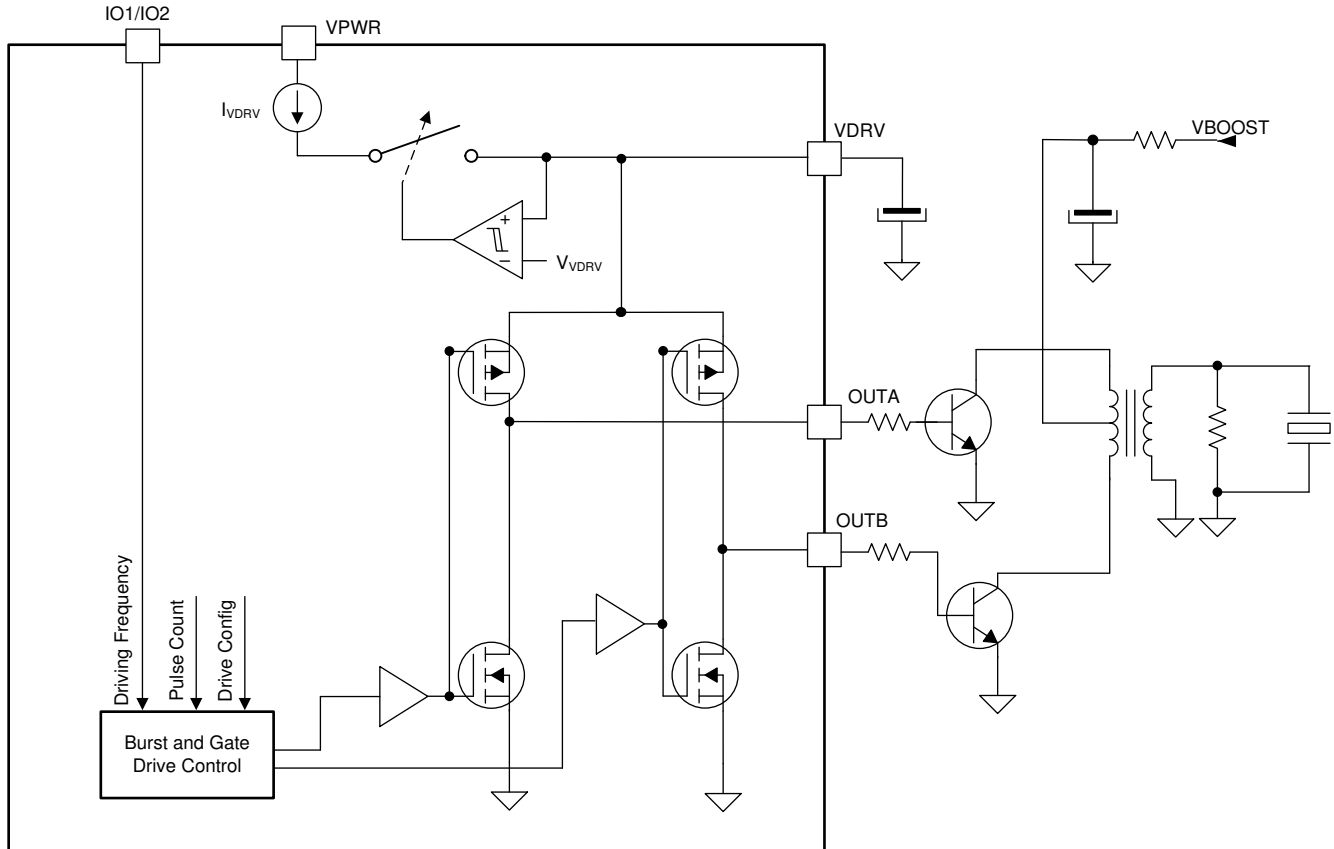 IO1/IO2
VPWR
IVDRV
VDRV
VBOOST
+
−
VVDRV
OUTA
OUTB
Driving Frequency
Pulse Count
Drive Config
Burst and Gate
Drive Control